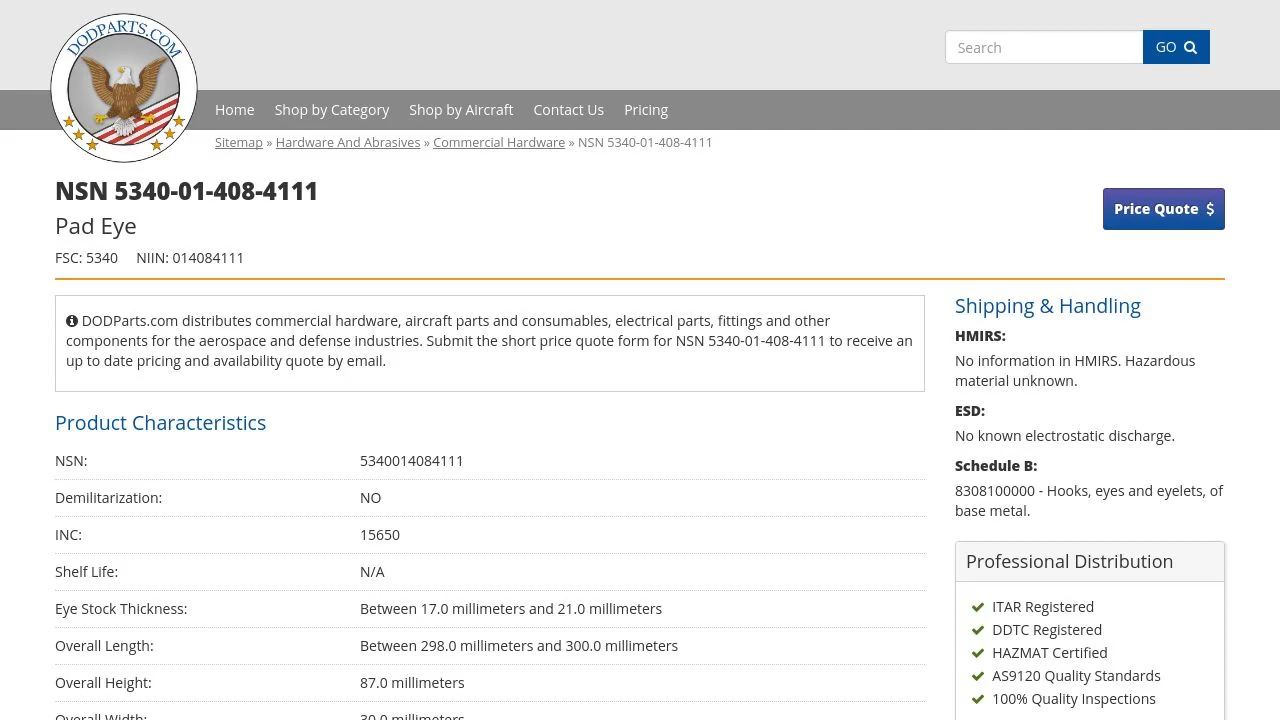 DODPARTS.COM
Search
GO
Home Shop by Category Shop by Aircraft Contact Us Pricing
Sitemap » Hardware And Abrasives » Commercial Hardware » NSN 5340-01-408-4111
NSN 5340-01-408-4111
Pad Eye
FSC: 5340 NIIN: 014084111
Price Quote $
DODParts.com distributes commercial hardware, aircraft parts and consumables, electrical parts, fittings and other
components for the aerospace and defense industries. Submit the short price quote form for NSN 5340-01-408-4111 to receive an
up to date pricing and availability quote by email.
Product Characteristics
NSN: 5340014084111
Demilitarization: NO
INC: 15650
Shelf Life: N/A
Eye Stock Thickness: Between 17.0 millimeters and 21.0 millimeters
Overall Length: Between 298.0 millimeters and 300.0 millimeters
Overall Height: 87.0 millimeters
Overall Width: 30.0 millimeters
Shipping & Handling
HMIRS:
No information in HMIRS. Hazardous
material unknown.
ESD:
No known electrostatic discharge.
Schedule B:
8308100000 - Hooks, eyes and eyelets, of
base metal.
Professional Distribution
ITAR Registered
DDTC Registered
HAZMAT Certified
AS9120 Quality Standards
100% Quality Inspections